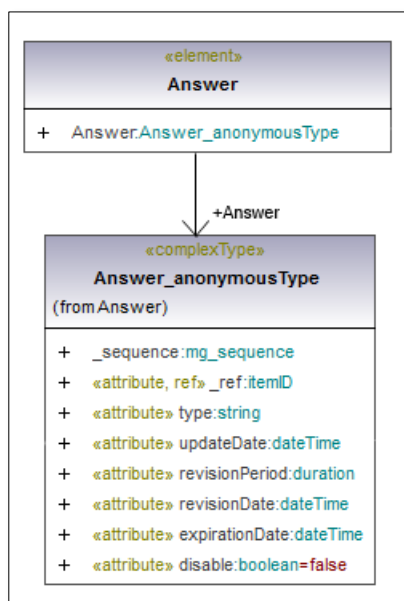 «element»
Answer
+ Answer:Answer_anonymousType
+Answer
«complexType»
Answer_anonymousType
(from Answer)
+ _sequence:mg_sequence
+ «attribute, ref» _ref:itemID
+ «attribute» type:string
+ «attribute» updateDate:dateTime
+ «attribute» revisionPeriod:duration
+ «attribute» revisionDate:dateTime
+ «attribute» expirationDate:dateTime
+ «attribute» disable:boolean=false